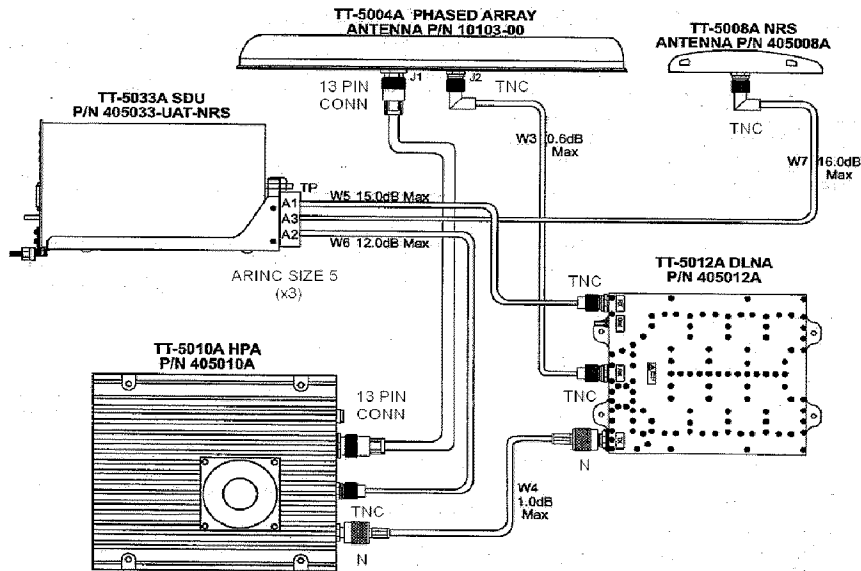 TT-5004A PHASED ARRAY
ANTENNA P/N 10103-00
TT-5008A NRS
ANTENNA P/N 405008A
J1
J2
13 PIN
CONN
TNC
TNC
TT-5033A SDU
P/N 405033-UAT-NRS
W3 0.6dB
Max
W7 16.0dB
Max
TP
A1
A3
A2
W5 15.0dB Max
W6 12.0dB Max
ARINC SIZE 5
(x3)
TT-5012A DLNA
P/N 405012A
TNC
TNC
N
TT-5010A HPA
P/N 405010A
13 PIN
CONN
TNC
N
W4
1.0dB
Max